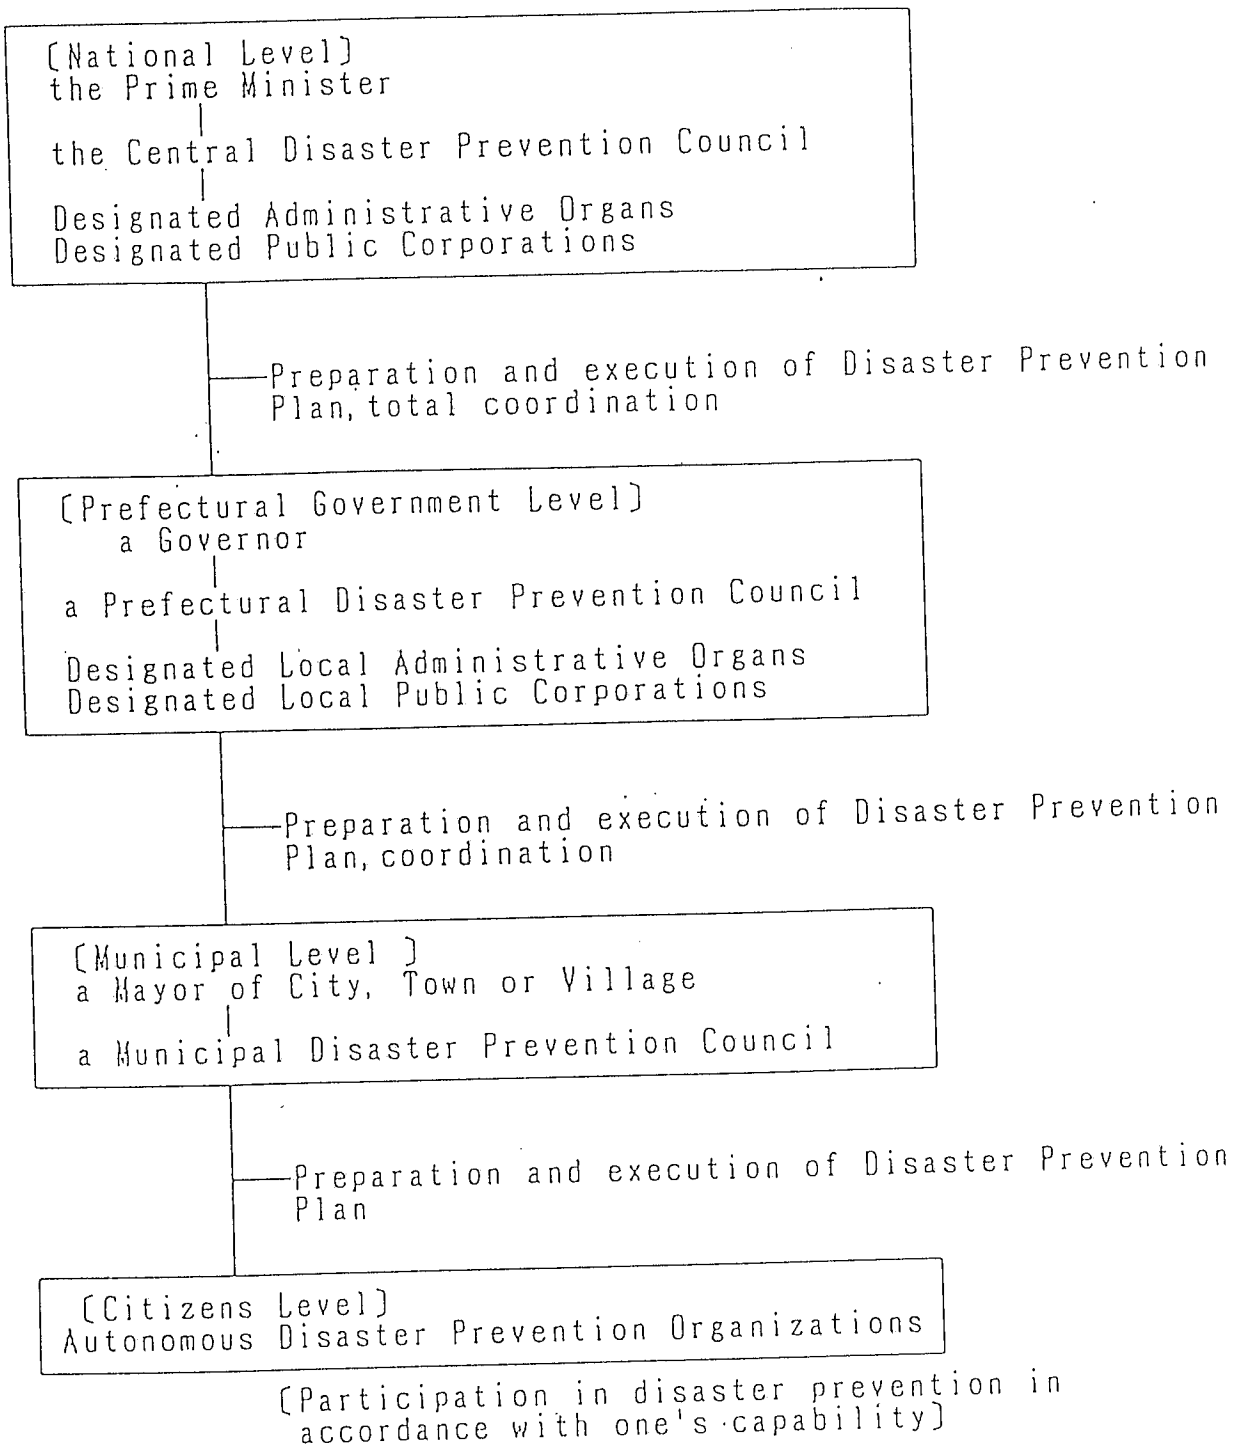 [National Level]
the Prime Minister
the Central Disaster Prevention Council
Designated Administrative Organs
Designated Public Corporations
Preparation and execution of Disaster Prevention
Plan, total coordination
[Prefectural Government Level]
a Governor
a Prefectural Disaster Prevention Council
Designated Local Administrative Organs
Designated Local Public Corporations
Preparation and execution of Disaster Prevention
Plan, coordination
[Municipal Level ]
a Mayor of City, Town or Village
a Municipal Disaster Prevention Council
Preparation and execution of Disaster Prevention
Plan
[Citizens Level]
Autonomous Disaster Prevention Organizations
[Participation in disaster prevention in
accordance with one's capability]